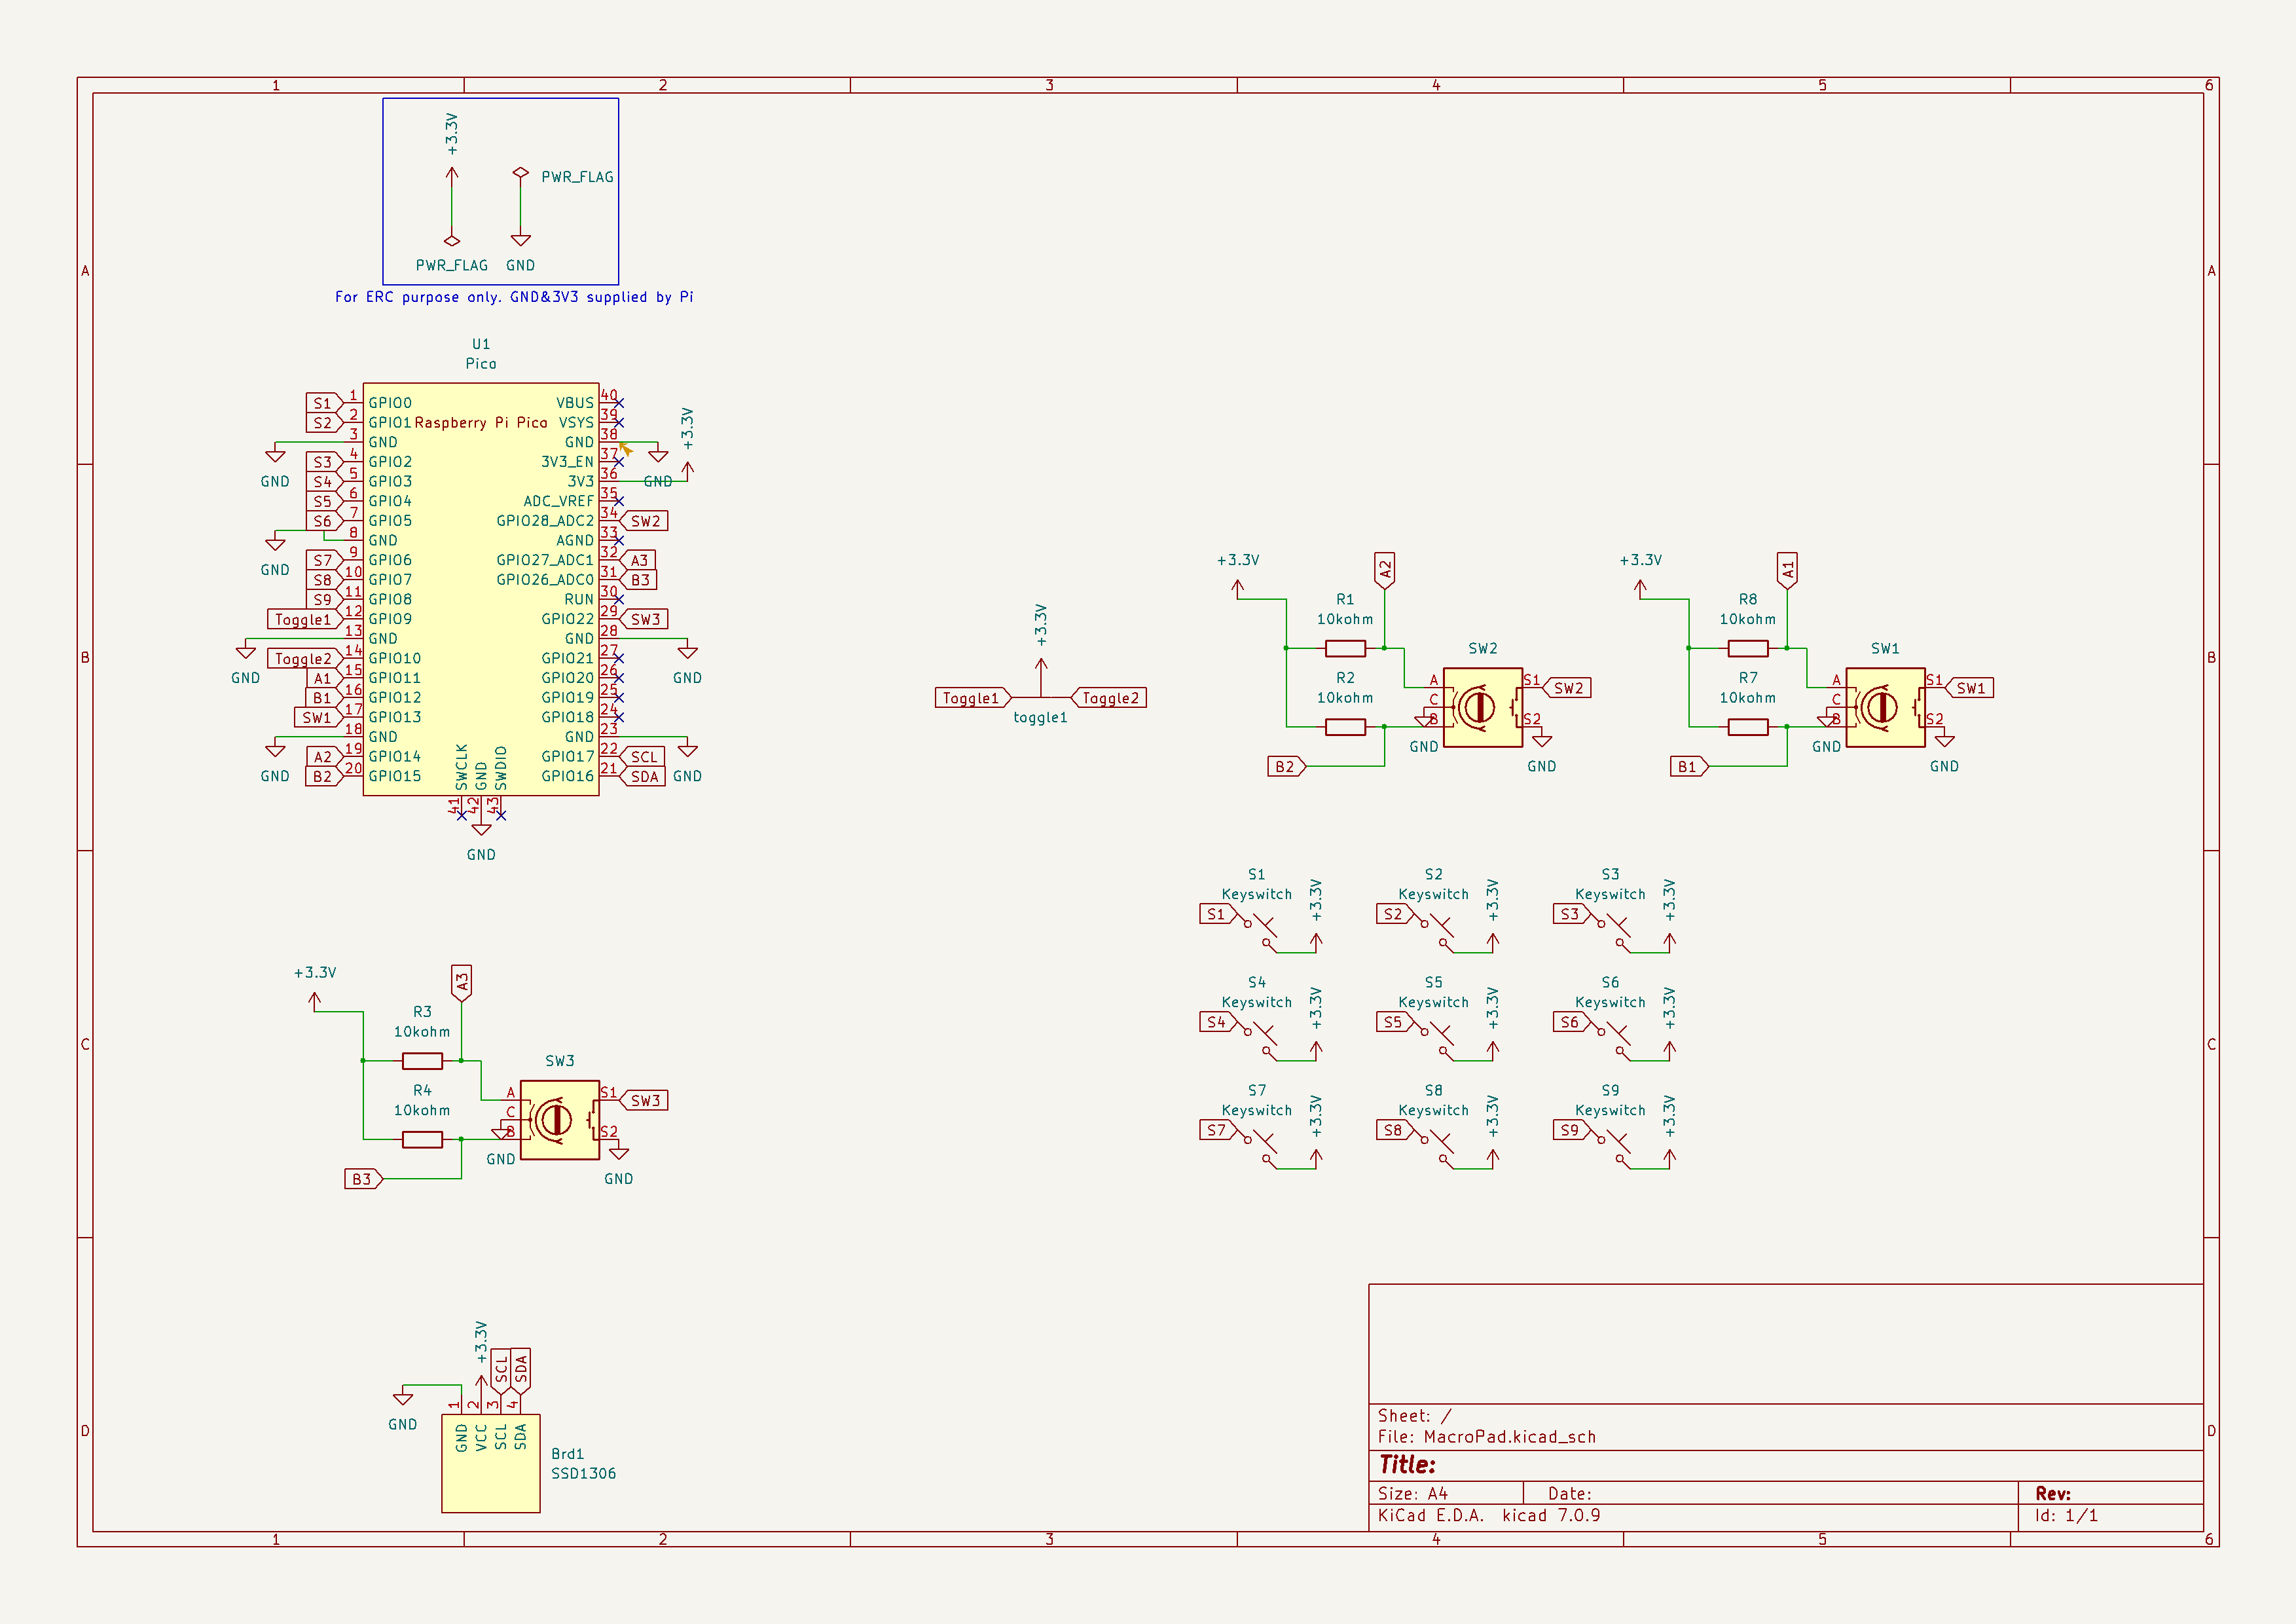 1 2 3 4 5 6
A A
B B
C C
D D
+3.3V
PWR_FLAG
PWR_FLAG GND
For ERC purpose only. GND&3V3 supplied by Pi
U1
Pico
Raspberry Pi Pico
S1 1 GPIO0
S2 2 GPIO1
3 GND
GND
S3 4 GPIO2
S4 5 GPIO3
S5 6 GPIO4
S6 7 GPIO5
8 GND
GND
S7 9 GPIO6
S8 10 GPIO7
S9 11 GPIO8
Toggle1 12 GPIO9
13 GND
GND
Toggle2 14 GPIO10
A1 15 GPIO11
B1 16 GPIO12
SW1 17 GPIO13
18 GND
GND
A2 19 GPIO14
B2 20 GPIO15
VBUS 40
VSYS 39
GND 38
GND
3V3_EN 37
3V3 36
+3.3V
ADC_VREF 35
GPIO28_ADC2 34 SW2
AGND 33
GPIO27_ADC1 32 A3
GPIO26_ADC0 31 B3
RUN 30
GPIO22 29 SW3
GND 28
GND
GPIO21 27
GPIO20 26
GPIO19 25
GPIO18 24
GND 23
GND
GPIO17 22 SCL
GPIO16 21 SDA
SWCLK GND SWDIO
41 42 43
GND
+3.3V
Toggle1 Toggle2
toggle1
+3.3V A2
R1
10kohm
SW2
R2
10kohm
A S1 SW2
C
B S2
GND
GND
B2
+3.3V A1
R8
10kohm
SW1
R7
10kohm
A S1 SW1
C
B S2
GND
GND
B1
S1
Keyswitch
S1 +3.3V
S2
Keyswitch
S2 +3.3V
S3
Keyswitch
S3 +3.3V
S4
Keyswitch
S4 +3.3V
S5
Keyswitch
S5 +3.3V
S6
Keyswitch
S6 +3.3V
S7
Keyswitch
S7 +3.3V
S8
Keyswitch
S8 +3.3V
S9
Keyswitch
S9 +3.3V
+3.3V A3
R3
10kohm
SW3
R4
10kohm
A S1 SW3
C
B S2
GND
GND
B3
+3.3V SCL SDA
GND
1 2 3 4
GND VCC SCL SDA
Brd1
SSD1306
Sheet: /
File: MacroPad.kicad_sch
Title:
Size: A4 Date: Rev:
KiCad E.D.A. kicad 7.0.9 Id: 1/1
1 2 3 4 5 6